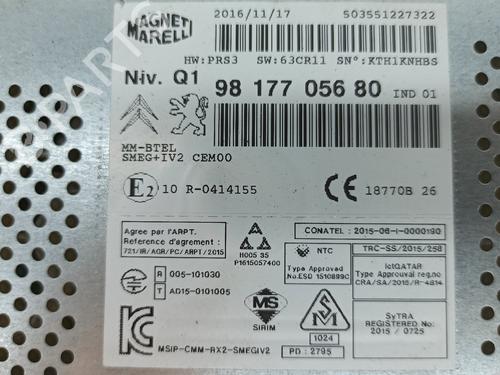 MAGNETI MARELLI
2016/11/17 503551227322
HW:PRS3 SW:63CR11 SN°:KTH1KNHBS
Niv. Q1 98 177 056 80 IND 01
MM-BTEL
SMEG+IV2 CEM00
E2 10 R-0414155 CE 18770B 26
Agree par l'ARPT.
Reference d'agrement:
721/IR/AGR/PC/ARPT/2015
A
A A
H005 35
P1615057400
CONATEL : 2015-06-I-0000190
NTC
Type Approved
No.ESD 1510899C
TRC-SS/2015/258
ictQATAR
Type Approval reg.no
CRA/SA/2015/R-4814
R 005-101030
T AD15-0101005
MS
SIRIM
SM
1024
PD : 2795
SyTRA
REGISTERED No:
2015 / 0725
MSIP-CMM-RX2-SMEGIV2